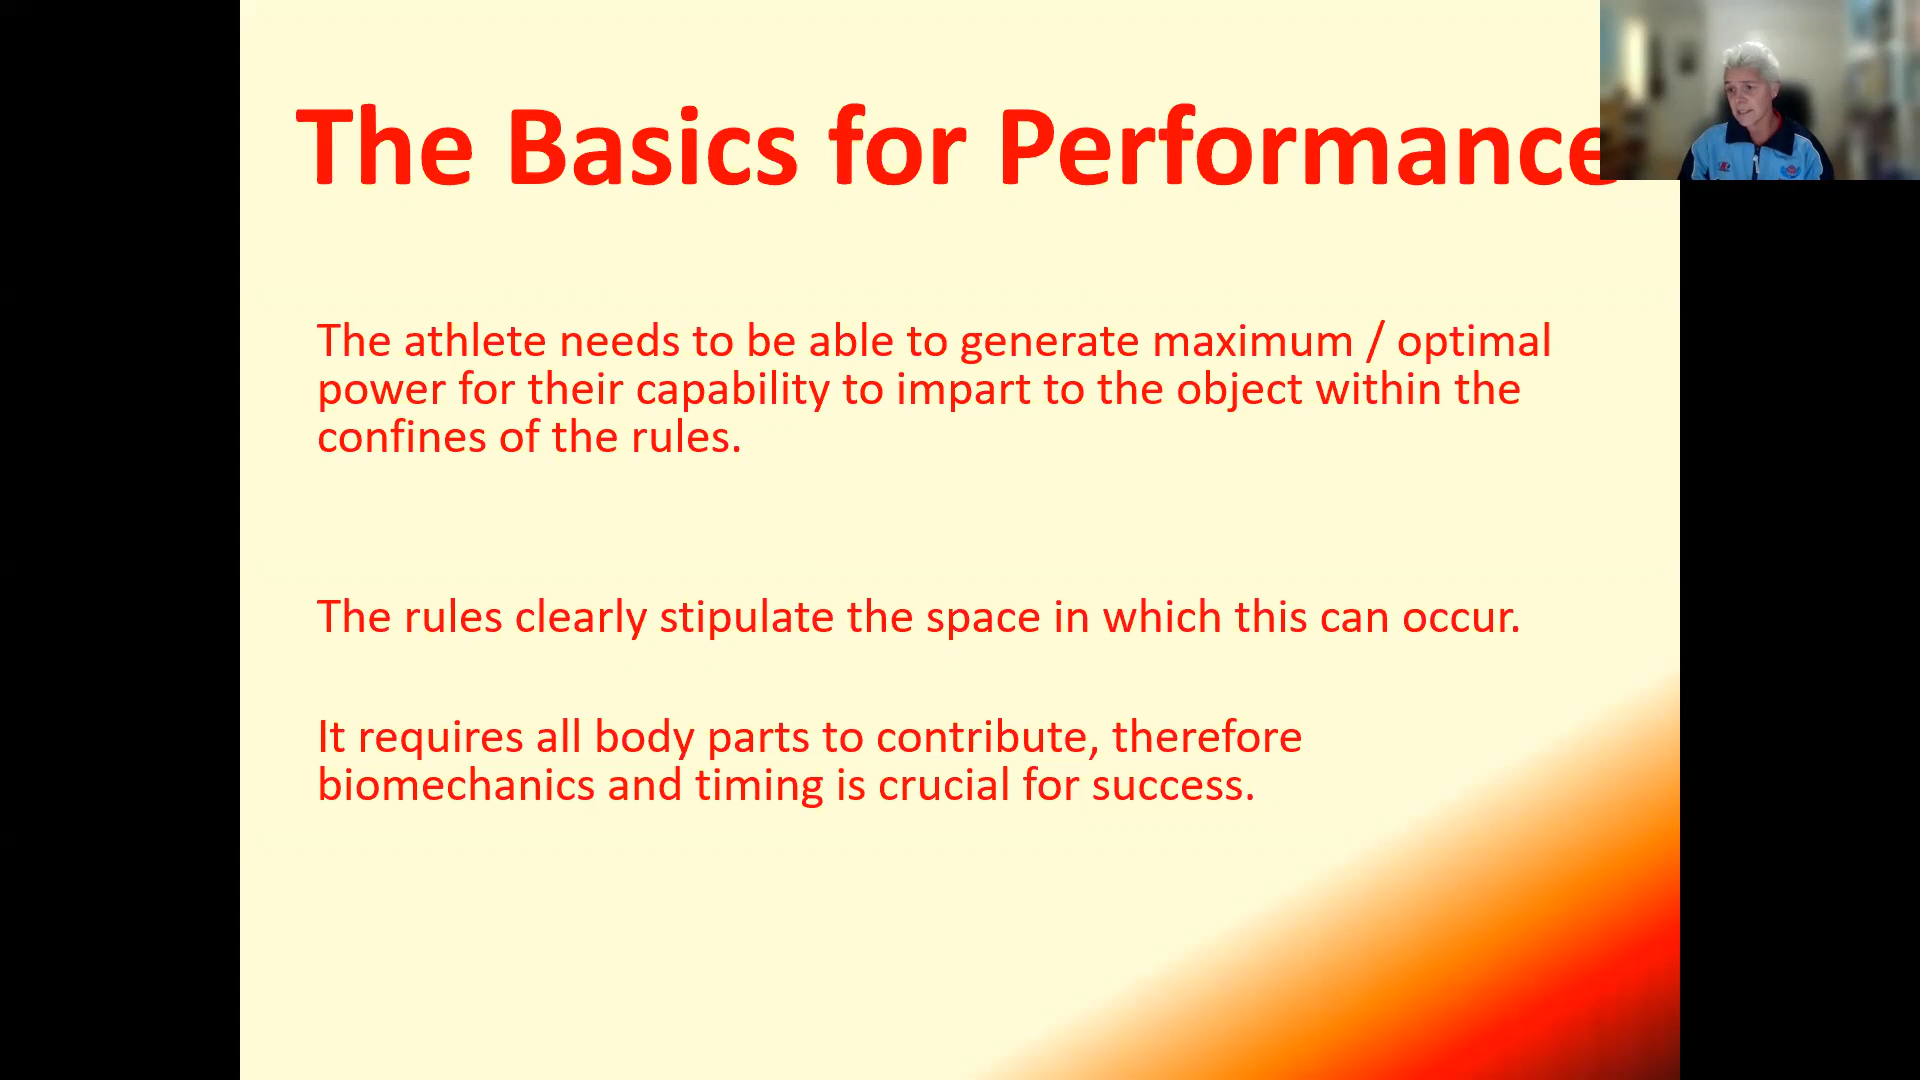 The Basics for Performance
The athlete needs to be able to generate maximum / optimal
power for their capability to impart to the object within the
confines of the rules.
The rules clearly stipulate the space in which this can occur.
It requires all body parts to contribute, therefore
biomechanics and timing is crucial for success.